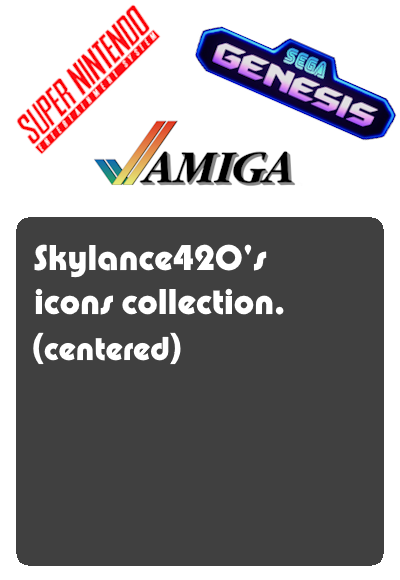 SUPER NINTENDO
ENTERTAINMENT SYSTEM
SEGA
GENESIS
AMIGA
Skylance420's
icons collection.
(centered)